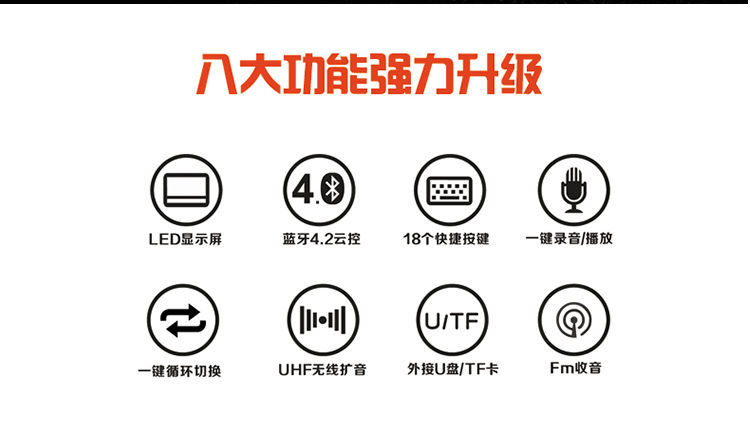 八大功能强力升级
4.0
LED显示屏
蓝牙4.2云控
18个快捷按键
一键录音/播放
U/TF
一键循环切换
UHF无线扩音
外接U盘/TF卡
Fm收音